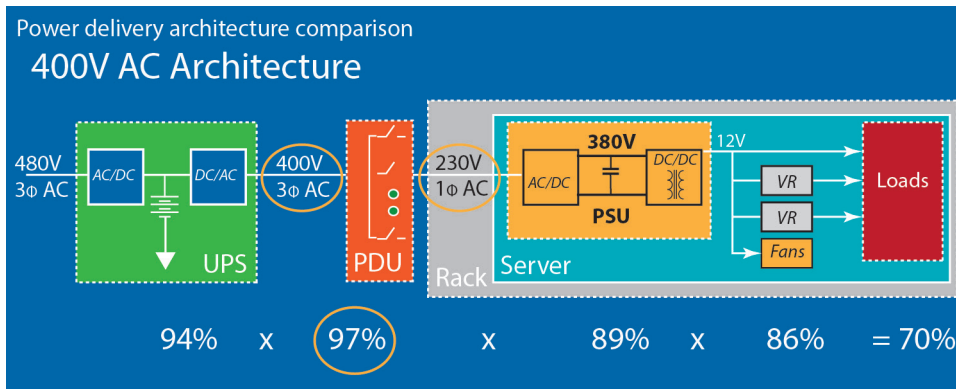 Power delivery architecture comparison
400V AC Architecture
480V
3Φ AC
AC/DC
DC/AC
UPS
400V
3Φ AC
PDU
230V
1Φ AC
Rack
Server
AC/DC
380V
DC/DC
PSU
12V
VR
VR
Fans
Loads
94% x 97% x 89% x 86% = 70%